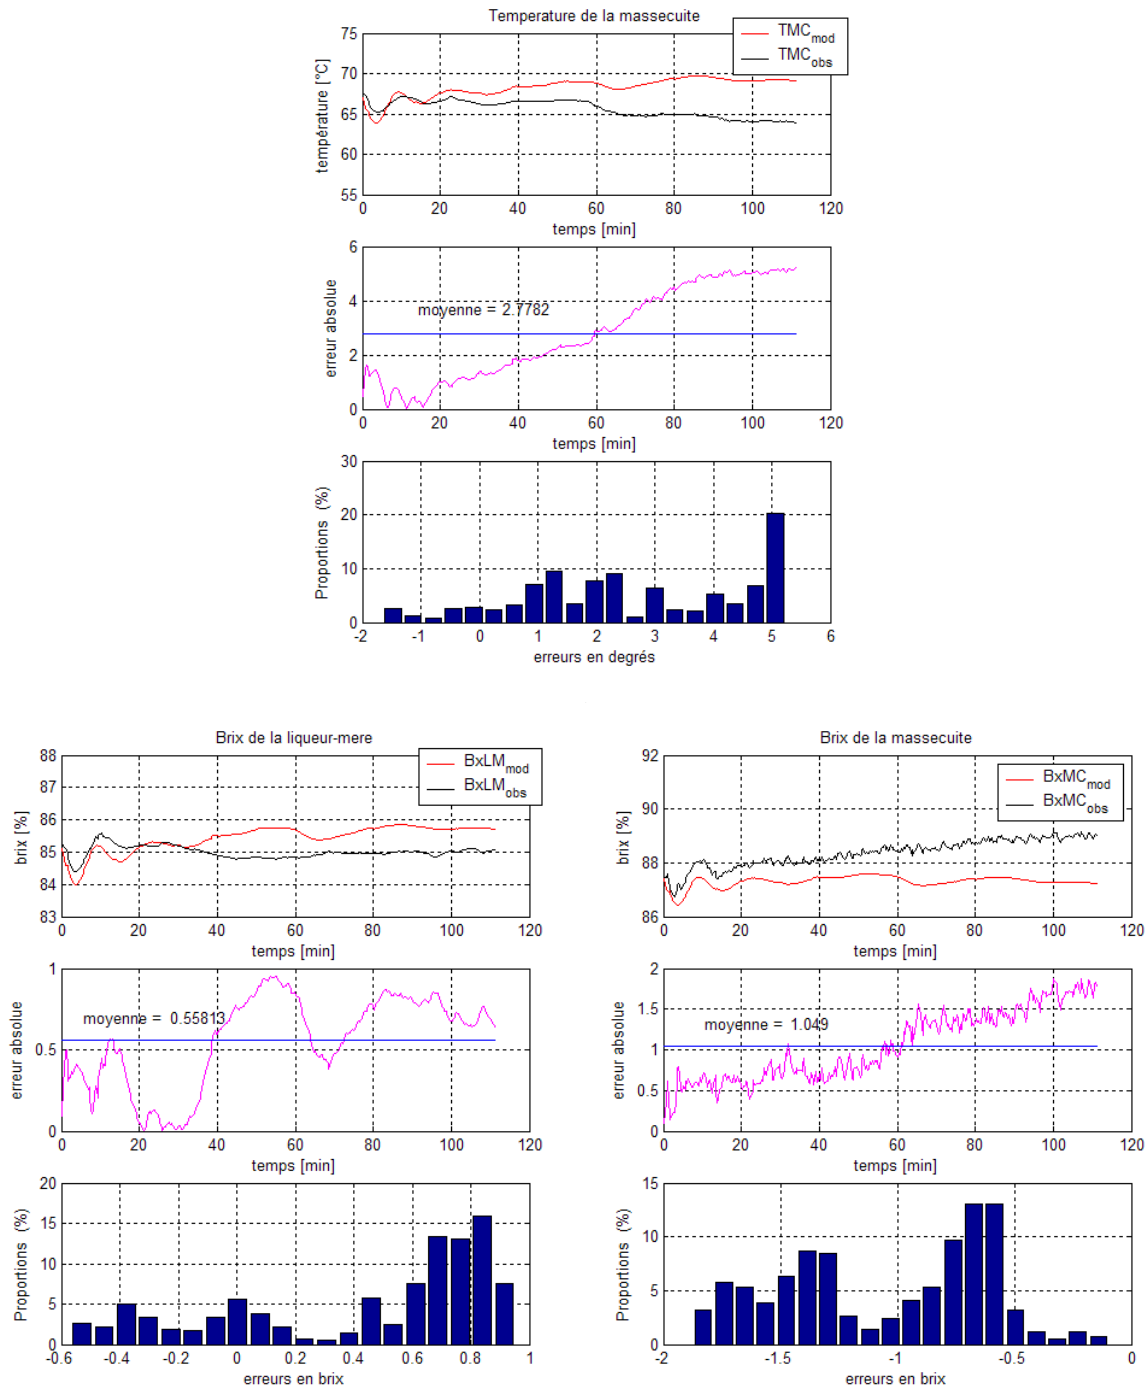 Temperature de la massecuite
TMC_mod
TMC_obs
75
70
65
60
55
température [°C]
0 20 40 60 80 100 120
temps [min]
6
4
2
0
erreur absolue
moyenne = 2.7782
0 20 40 60 80 100 120
temps [min]
30
20
10
0
Proportions (%)
-2 -1 0 1 2 3 4 5 6
erreurs en degrés
Brix de la liqueur-mere
BxLM_mod
BxLM_obs
88
87
86
85
84
83
brix [%]
0 20 40 60 80 100 120
temps [min]
1
0.5
0
erreur absolue
moyenne = 0.55813
0 20 40 60 80 100 120
temps [min]
20
15
10
5
0
Proportions (%)
-0.6 -0.4 -0.2 0 0.2 0.4 0.6 0.8 1
erreurs en brix
Brix de la massecuite
BxMC_mod
BxMC_obs
92
90
88
86
brix [%]
0 20 40 60 80 100 120
temps [min]
2
1.5
1
0.5
0
erreur absolue
moyenne = 1.049
0 20 40 60 80 100 120
temps [min]
15
10
5
0
Proportions (%)
-2 -1.5 -1 -0.5 0
erreurs en brix